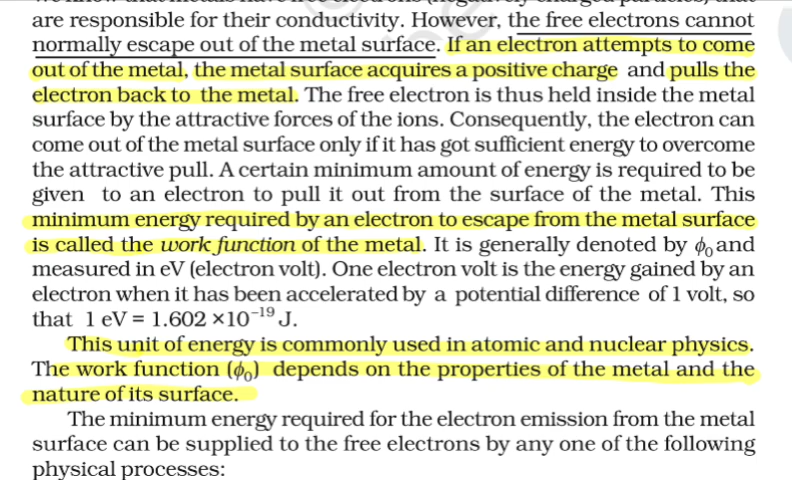 are responsible for their conductivity. However, the free electrons cannot
normally escape out of the metal surface. If an electron attempts to come
out of the metal, the metal surface acquires a positive charge and pulls the
electron back to the metal. The free electron is thus held inside the metal
surface by the attractive forces of the ions. Consequently, the electron can
come out of the metal surface only if it has got sufficient energy to overcome
the attractive pull. A certain minimum amount of energy is required to be
given to an electron to pull it out from the surface of the metal. This
minimum energy required by an electron to escape from the metal surface
is called the work function of the metal. It is generally denoted by ϕ₀ and
measured in eV (electron volt). One electron volt is the energy gained by an
electron when it has been accelerated by a potential difference of 1 volt, so
that 1 eV = 1.602 ×10⁻¹⁹ J.
This unit of energy is commonly used in atomic and nuclear physics.
The work function (ϕ₀) depends on the properties of the metal and the
nature of its surface.
The minimum energy required for the electron emission from the metal
surface can be supplied to the free electrons by any one of the following
physical processes: